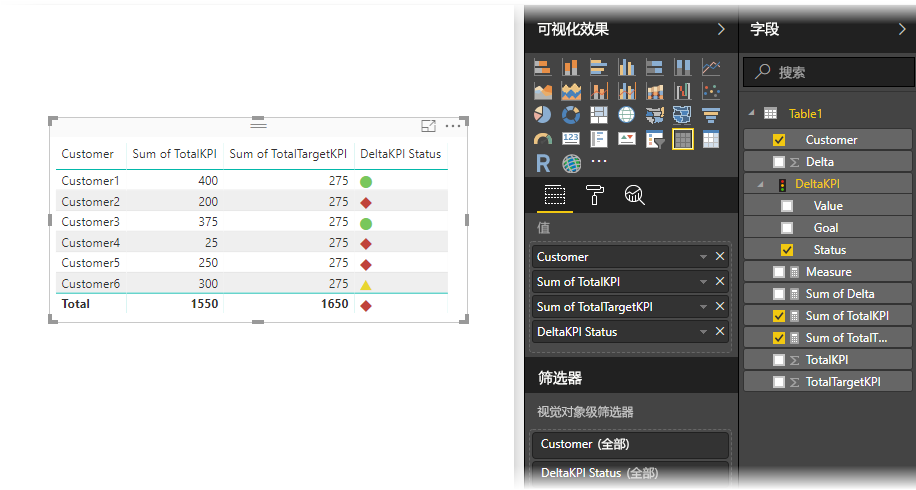 Customer Sum of TotalKPI Sum of TotalTargetKPI DeltaKPI Status
Customer1 400 275
Customer2 200 275
Customer3 375 275
Customer4 25 275
Customer5 250 275
Customer6 300 275
Total 1550 1650
可视化效果
123
R
值
Customer
Sum of TotalKPI
Sum of TotalTargetKPI
DeltaKPI Status
筛选器
视觉对象级筛选器
Customer (全部)
DeltaKPI Status (全部)
字段
搜索
Table1
Customer
Σ Delta
DeltaKPI
Value
Goal
Status
Measure
Sum of Delta
Sum of TotalKPI
Sum of TotalT...
Σ TotalKPI
Σ TotalTargetKPI